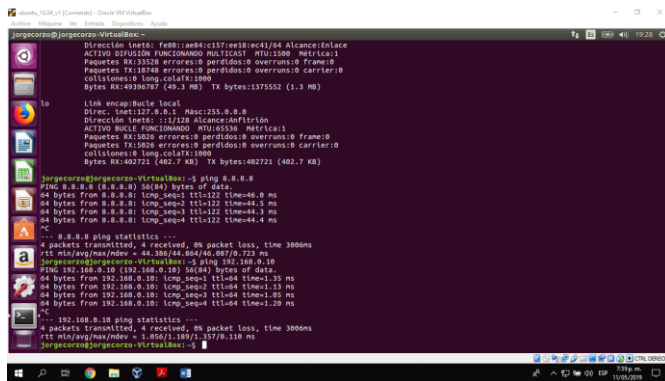 ubuntu_16.04_v1 [Corriendo] - Oracle VM VirtualBox
Archivo Máquina Ver Entrada Dispositivos Ayuda
jorgecorzo@jorgecorzo-VirtualBox: ~
Es
19:28
Dirección inet6: fe80::ae84:c157:ee18:ec41/64 Alcance:Enlace
ACTIVO DIFUSIÓN FUNCIONANDO MULTICAST MTU:1500 Métrica:1
Paquetes RX:33528 errores:0 perdidos:0 overruns:0 frame:0
Paquetes TX:18748 errores:0 perdidos:0 overruns:0 carrier:0
colisiones:0 long.colaTX:1000
Bytes RX:49396787 (49.3 MB) TX bytes:1375552 (1.3 MB)
lo Link encap:Bucle local
Direc. inet:127.0.0.1 Másc:255.0.0.0
Dirección inet6: ::1/128 Alcance:Anfitrión
ACTIVO BUCLE FUNCIONANDO MTU:65536 Métrica:1
Paquetes RX:5026 errores:0 perdidos:0 overruns:0 frame:0
Paquetes TX:5026 errores:0 perdidos:0 overruns:0 carrier:0
colisiones:0 long.colaTX:1000
Bytes RX:402721 (402.7 KB) TX bytes:402721 (402.7 KB)
jorgecorzo@jorgecorzo-VirtualBox:~$ ping 8.8.8.8
PING 8.8.8.8 (8.8.8.8) 56(84) bytes of data.
64 bytes from 8.8.8.8: icmp_seq=1 ttl=122 time=46.0 ms
64 bytes from 8.8.8.8: icmp_seq=2 ttl=122 time=44.5 ms
64 bytes from 8.8.8.8: icmp_seq=3 ttl=122 time=44.3 ms
64 bytes from 8.8.8.8: icmp_seq=4 ttl=122 time=44.4 ms
^C
--- 8.8.8.8 ping statistics ---
4 packets transmitted, 4 received, 0% packet loss, time 3006ms
rtt min/avg/max/mdev = 44.386/44.864/46.087/0.723 ms
jorgecorzo@jorgecorzo-VirtualBox:~$ ping 192.168.0.10
PING 192.168.0.10 (192.168.0.10) 56(84) bytes of data.
64 bytes from 192.168.0.10: icmp_seq=1 ttl=64 time=1.35 ms
64 bytes from 192.168.0.10: icmp_seq=2 ttl=64 time=1.13 ms
64 bytes from 192.168.0.10: icmp_seq=3 ttl=64 time=1.05 ms
64 bytes from 192.168.0.10: icmp_seq=4 ttl=64 time=1.20 ms
^C
--- 192.168.0.10 ping statistics ---
4 packets transmitted, 4 received, 0% packet loss, time 3006ms
rtt min/avg/max/mdev = 1.056/1.189/1.357/0.110 ms
jorgecorzo@jorgecorzo-VirtualBox:~$
CTRL DERECHO
ESP
7:39 p. m.
11/05/2019